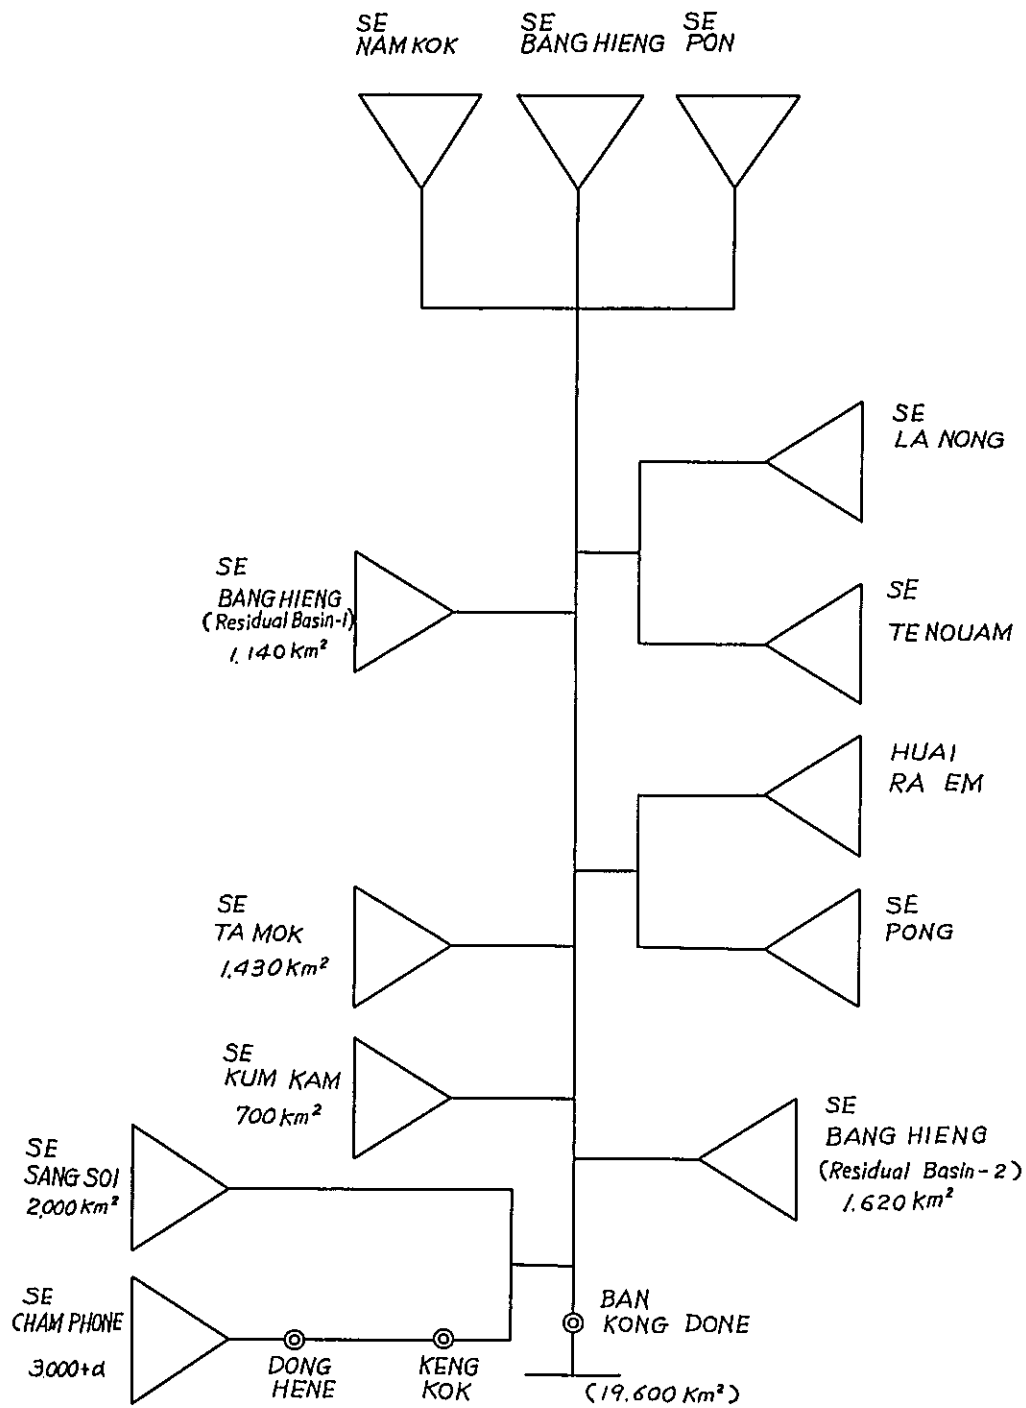 SE
NAM KOK
SE
BANG HIENG
SE
PON
SE
LA NONG
SE
BANG HIENG
(Residual Basin-1)
1.140 km²
SE
TE NOUAM
HUAI
RA EM
SE
TA MOK
1.430 km²
SE
PONG
SE
KUM KAM
700 km²
SE
BANG HIENG
(Residual Basin-2)
1.620 km²
SE
SANG SOI
2,000 km²
SE
CHAM PHONE
3,000+α
DONG
HENE
KENG
KOK
BAN
KONG DONE
(19.600 km²)